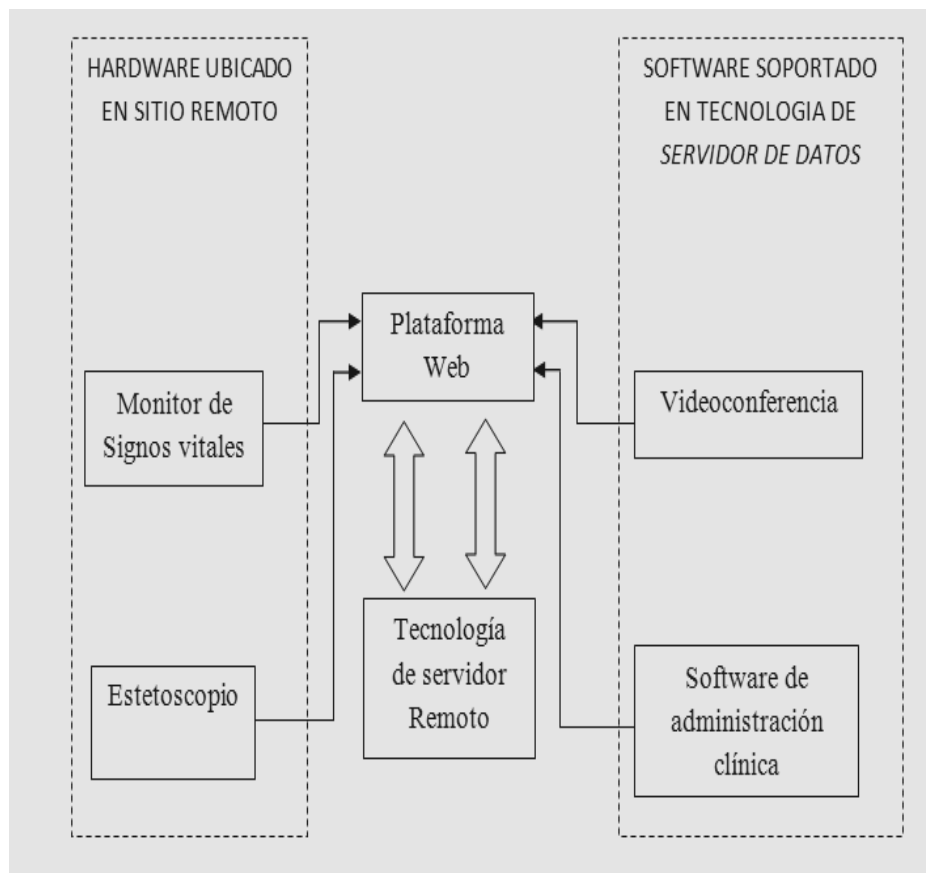 HARDWARE UBICADO
EN SITIO REMOTO
SOFTWARE SOPORTADO
EN TECNOLOGIA DE
SERVIDOR DE DATOS
Plataforma
Web
Monitor de
Signos vitales
Videoconferencia
Tecnología
de servidor
Remoto
Estetoscopio
Software de
administración
clínica